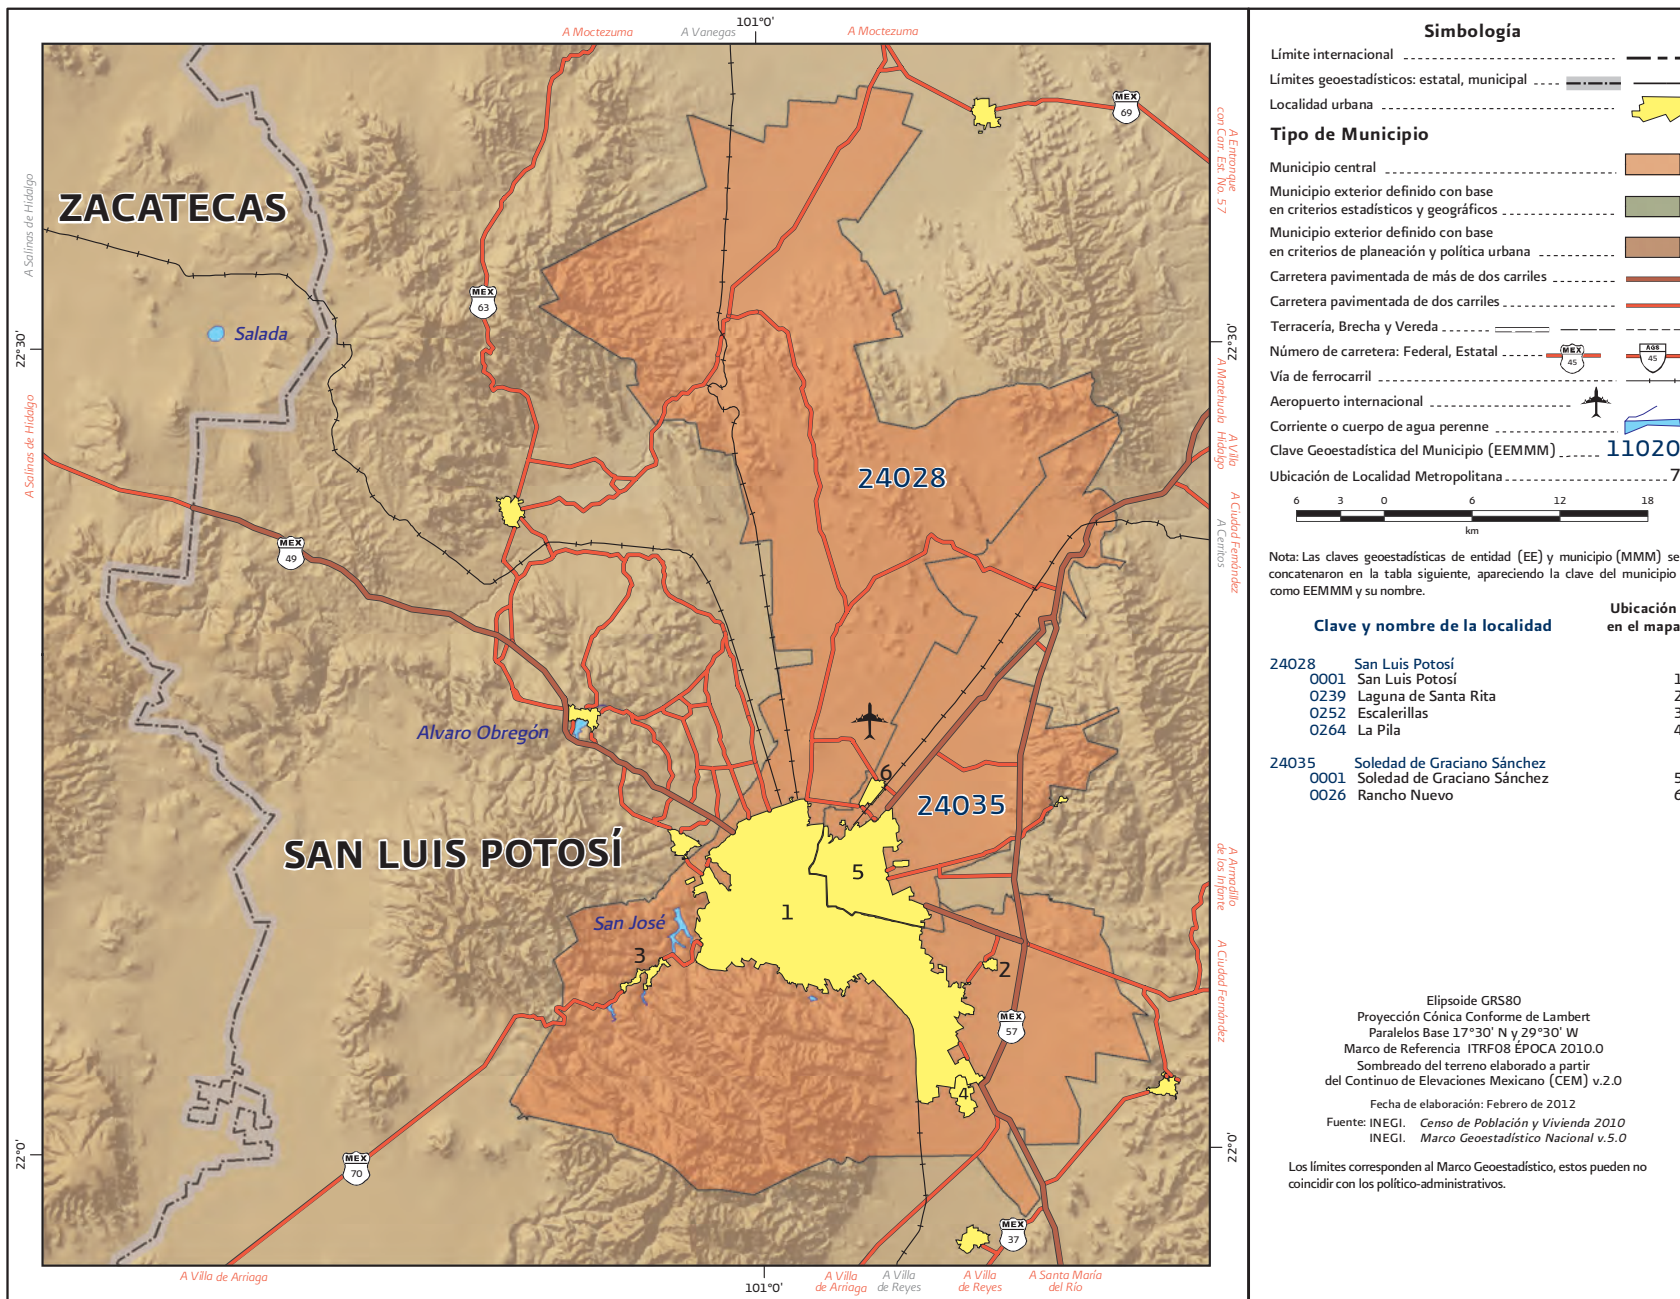 101°0'
A Moctezuma
A Vanegas
A Moctezuma
MEX
69
A Entronque
con Carr. Est. No. 57
ZACATECAS
A Salinas de Hidalgo
MEX
63
Salada
22°30'
22°30'
A Matehuala
A Villa
Hidalgo
A Salinas de Hidalgo
24028
A Ciudad Fernández
A Cerritos
MEX
49
Alvaro Obregón
6
24035
SAN LUIS POTOSÍ
5
A Armadillo
de los Infante
1
San José
3
2
A Ciudad Fernández
MEX
57
4
22°0'
22°0'
MEX
70
MEX
37
A Villa de Arriaga
101°0'
A Villa
de Arriaga
A Villa
de Reyes
A Villa
de Reyes
A Santa María
del Río
Simbología
Límite internacional
Límites geoestadísticos: estatal, municipal
Localidad urbana
Tipo de Municipio
Municipio central
Municipio exterior definido con base
en criterios estadísticos y geográficos
Municipio exterior definido con base
en criterios de planeación y política urbana
Carretera pavimentada de más de dos carriles
Carretera pavimentada de dos carriles
Terracería, Brecha y Vereda
Número de carretera: Federal, Estatal MEX 45 AGS 45
Vía de ferrocarril
Aeropuerto internacional
Corriente o cuerpo de agua perenne
Clave Geoestadística del Municipio (EEMMM) 11020
Ubicación de Localidad Metropolitana 7
6 3 0 6 12 18
km
Nota: Las claves geoestadísticas de entidad (EE) y municipio (MMM) se
concatenaron en la tabla siguiente, apareciendo la clave del municipio
como EEMMM y su nombre.
Ubicación
Clave y nombre de la localidad en el mapa
24028 San Luis Potosí
0001 San Luis Potosí 1
0239 Laguna de Santa Rita 2
0252 Escalerillas 3
0264 La Pila 4
24035 Soledad de Graciano Sánchez
0001 Soledad de Graciano Sánchez 5
0026 Rancho Nuevo 6
Elipsoide GRS80
Proyección Cónica Conforme de Lambert
Paralelos Base 17°30' N y 29°30' W
Marco de Referencia ITRF08 ÉPOCA 2010.0
Sombreado del terreno elaborado a partir
del Continuo de Elevaciones Mexicano (CEM) v.2.0
Fecha de elaboración: Febrero de 2012
Fuente: INEGI. Censo de Población y Vivienda 2010
INEGI. Marco Geoestadístico Nacional v.5.0
Los límites corresponden al Marco Geoestadístico, estos pueden no
coincidir con los político-administrativos.